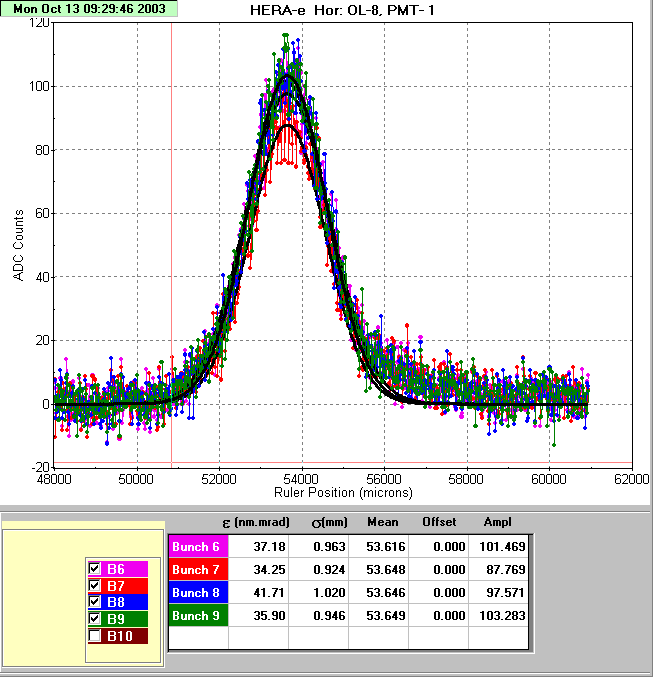 Mon Oct 13 09:29:46 2003
HERA-e Hor: OL-8, PMT- 1
120
100
80
60
40
20
0
-20
ADC Counts
48000 50000 52000 54000 56000 58000 60000 62000
Ruler Position (microns)
ε (nm.mrad) σ(mm) Mean Offset Ampl
Bunch 6 37.18 0.963 53.616 0.000 101.469
Bunch 7 34.25 0.924 53.648 0.000 87.769
Bunch 8 41.71 1.020 53.646 0.000 97.571
Bunch 9 35.90 0.946 53.649 0.000 103.283
B6
B7
B8
B9
B10